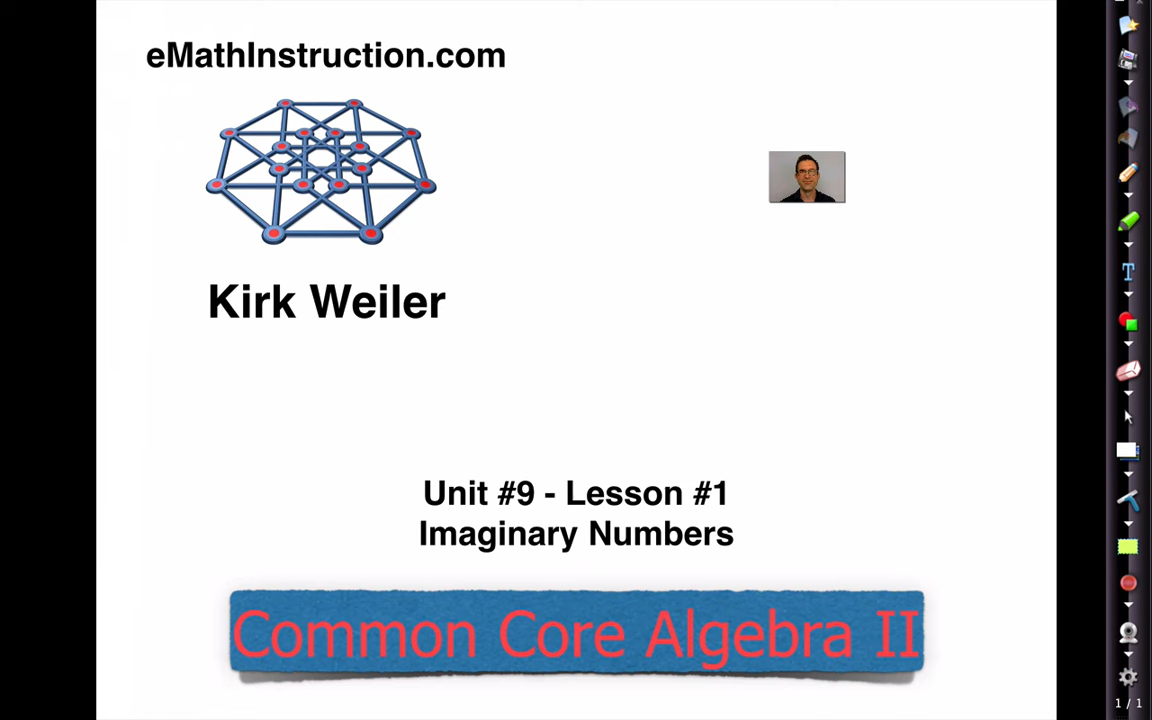 eMathInstruction.com
Kirk Weiler
Unit #9 - Lesson #1
Imaginary Numbers
Common Core Algebra II
T
1 / 1